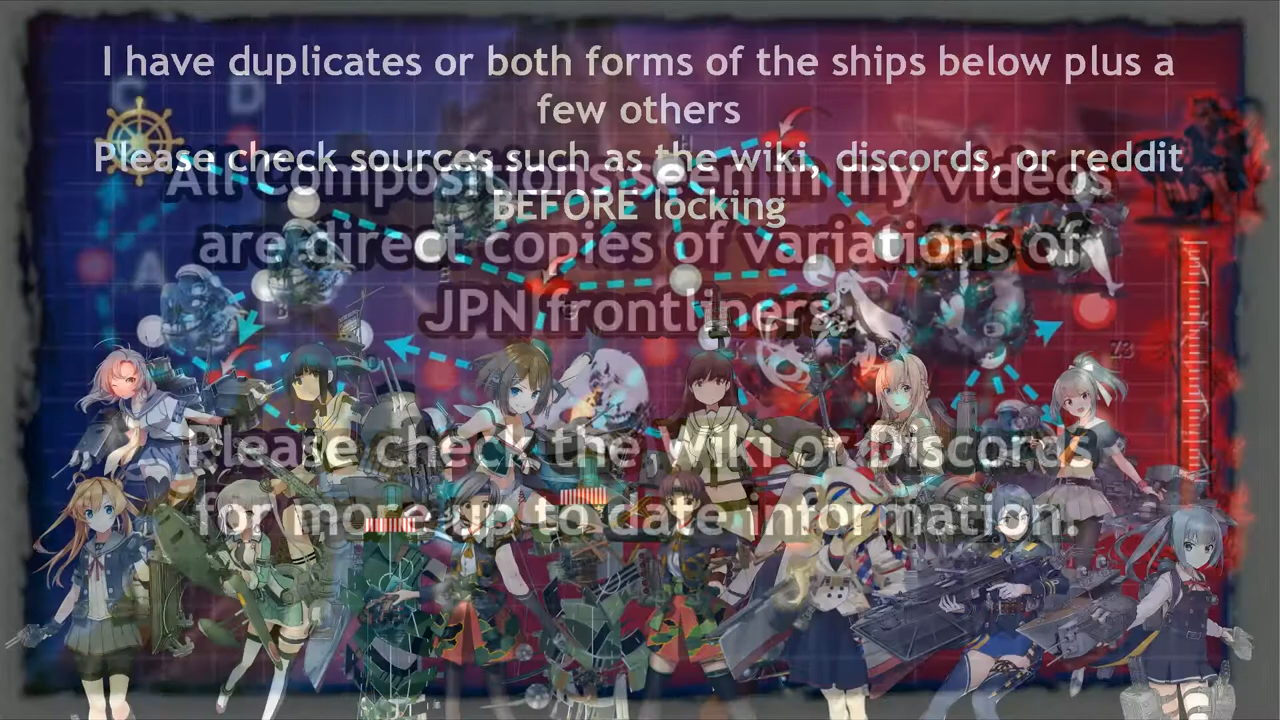 I have duplicates or both forms of the ships below plus a
few others
Please check sources such as the wiki, discords, or reddit
BEFORE locking
All compositions seen in my videos
are direct copies of variations of
JPN frontliners
Please check the Wiki or Discords
for more up to date information.
C
D
A
Z3